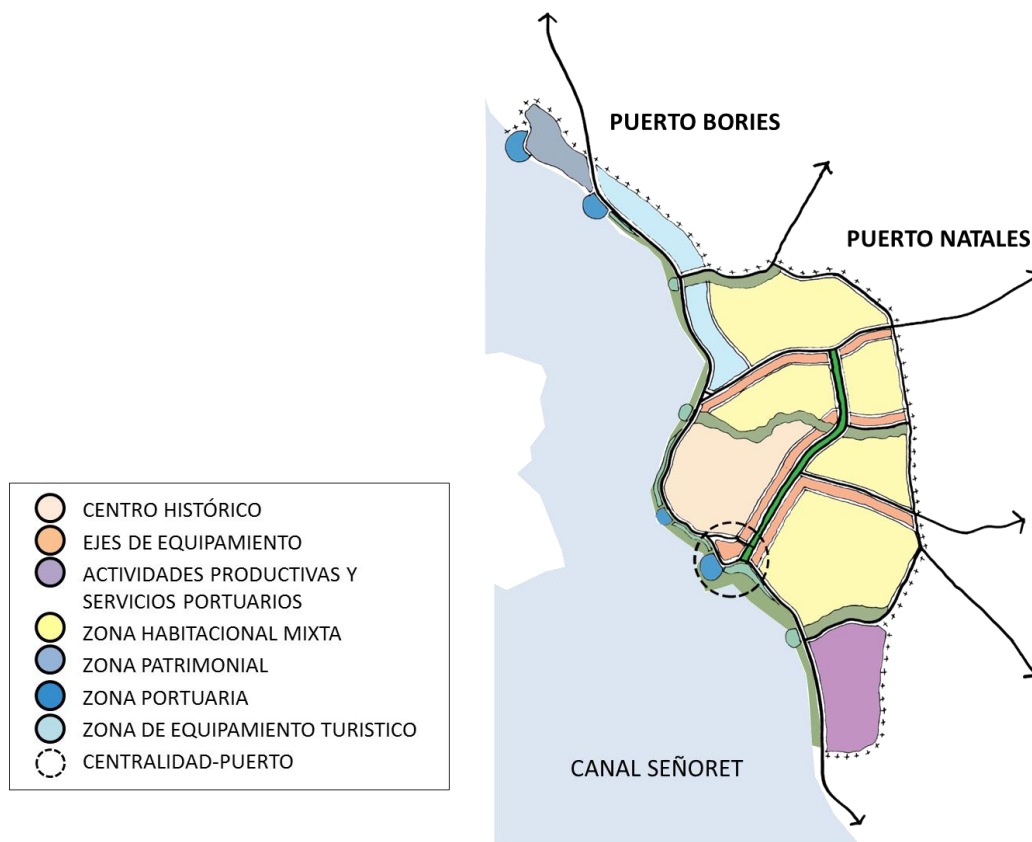 PUERTO BORIES
PUERTO NATALES
CENTRO HISTÓRICO
EJES DE EQUIPAMIENTO
ACTIVIDADES PRODUCTIVAS Y
SERVICIOS PORTUARIOS
ZONA HABITACIONAL MIXTA
ZONA PATRIMONIAL
ZONA PORTUARIA
ZONA DE EQUIPAMIENTO TURISTICO
CENTRALIDAD-PUERTO
CANAL SEÑORET